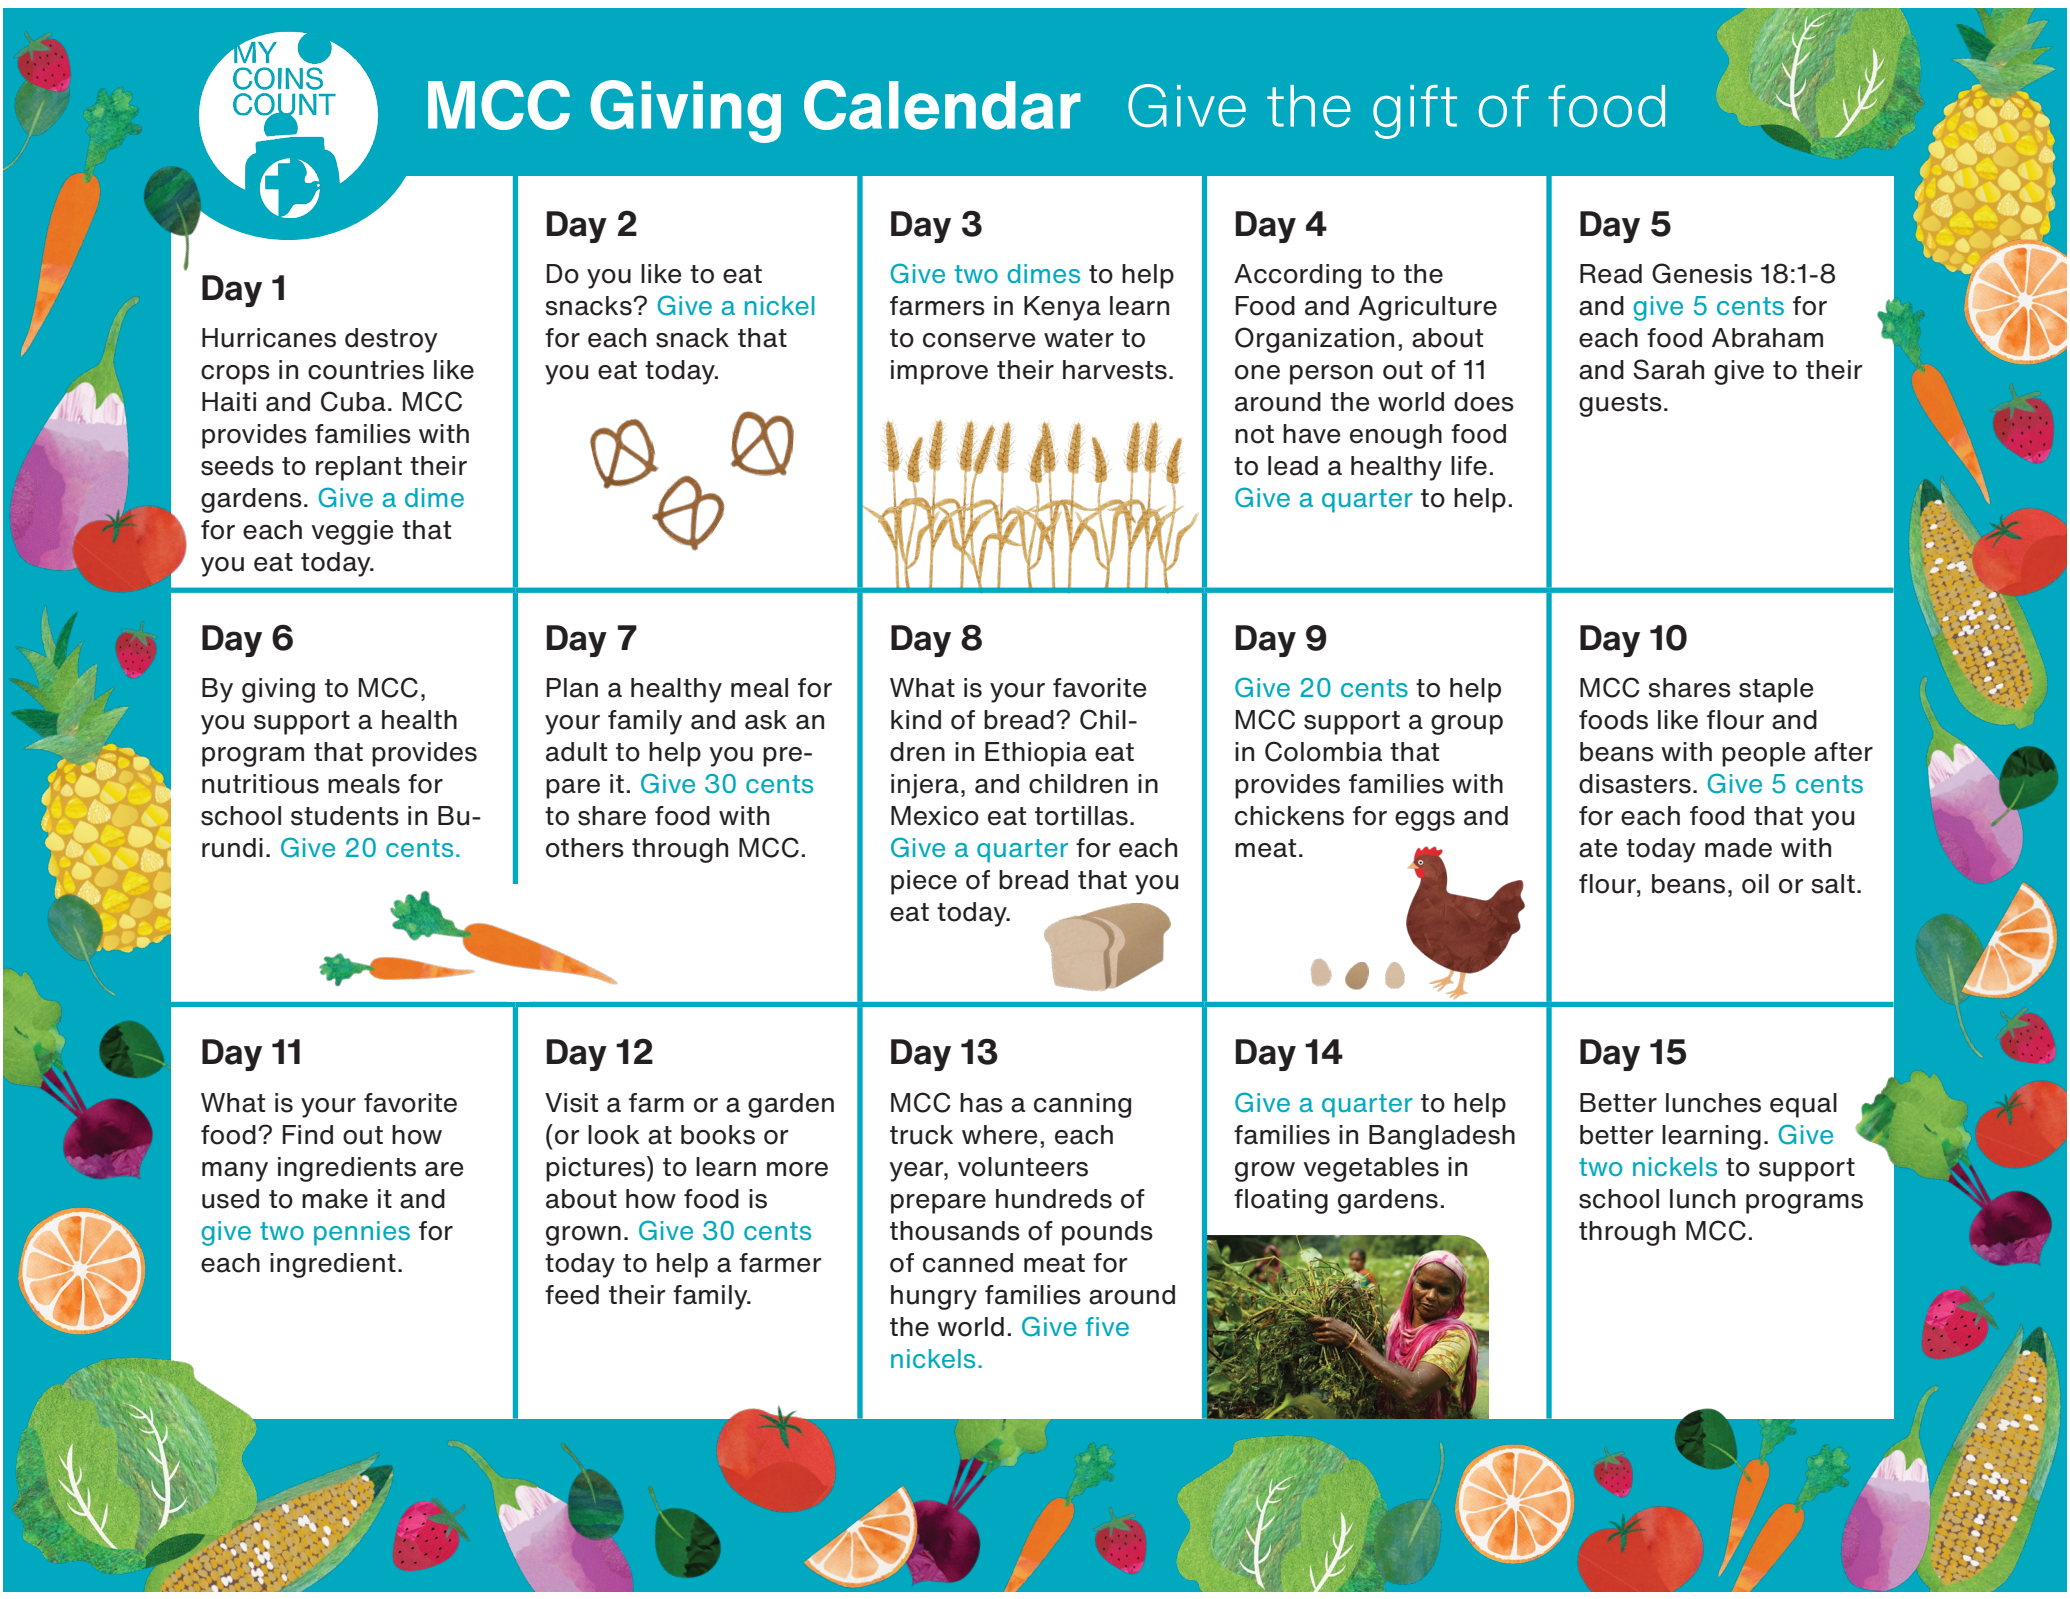 MY
COINS
COUNT
MCC Giving Calendar Give the gift of food
Day 1
Hurricanes destroy
crops in countries like
Haiti and Cuba. MCC
provides families with
seeds to replant their
gardens. Give a dime
for each veggie that
you eat today.
Day 2
Do you like to eat
snacks? Give a nickel
for each snack that
you eat today.
Day 3
Give two dimes to help
farmers in Kenya learn
to conserve water to
improve their harvests.
Day 4
According to the
Food and Agriculture
Organization, about
one person out of 11
around the world does
not have enough food
to lead a healthy life.
Give a quarter to help.
Day 5
Read Genesis 18:1-8
and give 5 cents for
each food Abraham
and Sarah give to their
guests.
Day 6
By giving to MCC,
you support a health
program that provides
nutritious meals for
school students in Bu-
rundi. Give 20 cents.
Day 7
Plan a healthy meal for
your family and ask an
adult to help you pre-
pare it. Give 30 cents
to share food with
others through MCC.
Day 8
What is your favorite
kind of bread? Chil-
dren in Ethiopia eat
injera, and children in
Mexico eat tortillas.
Give a quarter for each
piece of bread that you
eat today.
Day 9
Give 20 cents to help
MCC support a group
in Colombia that
provides families with
chickens for eggs and
meat.
Day 10
MCC shares staple
foods like flour and
beans with people after
disasters. Give 5 cents
for each food that you
ate today made with
flour, beans, oil or salt.
Day 11
What is your favorite
food? Find out how
many ingredients are
used to make it and
give two pennies for
each ingredient.
Day 12
Visit a farm or a garden
(or look at books or
pictures) to learn more
about how food is
grown. Give 30 cents
today to help a farmer
feed their family.
Day 13
MCC has a canning
truck where, each
year, volunteers
prepare hundreds of
thousands of pounds
of canned meat for
hungry families around
the world. Give five
nickels.
Day 14
Give a quarter to help
families in Bangladesh
grow vegetables in
floating gardens.
Day 15
Better lunches equal
better learning. Give
two nickels to support
school lunch programs
through MCC.